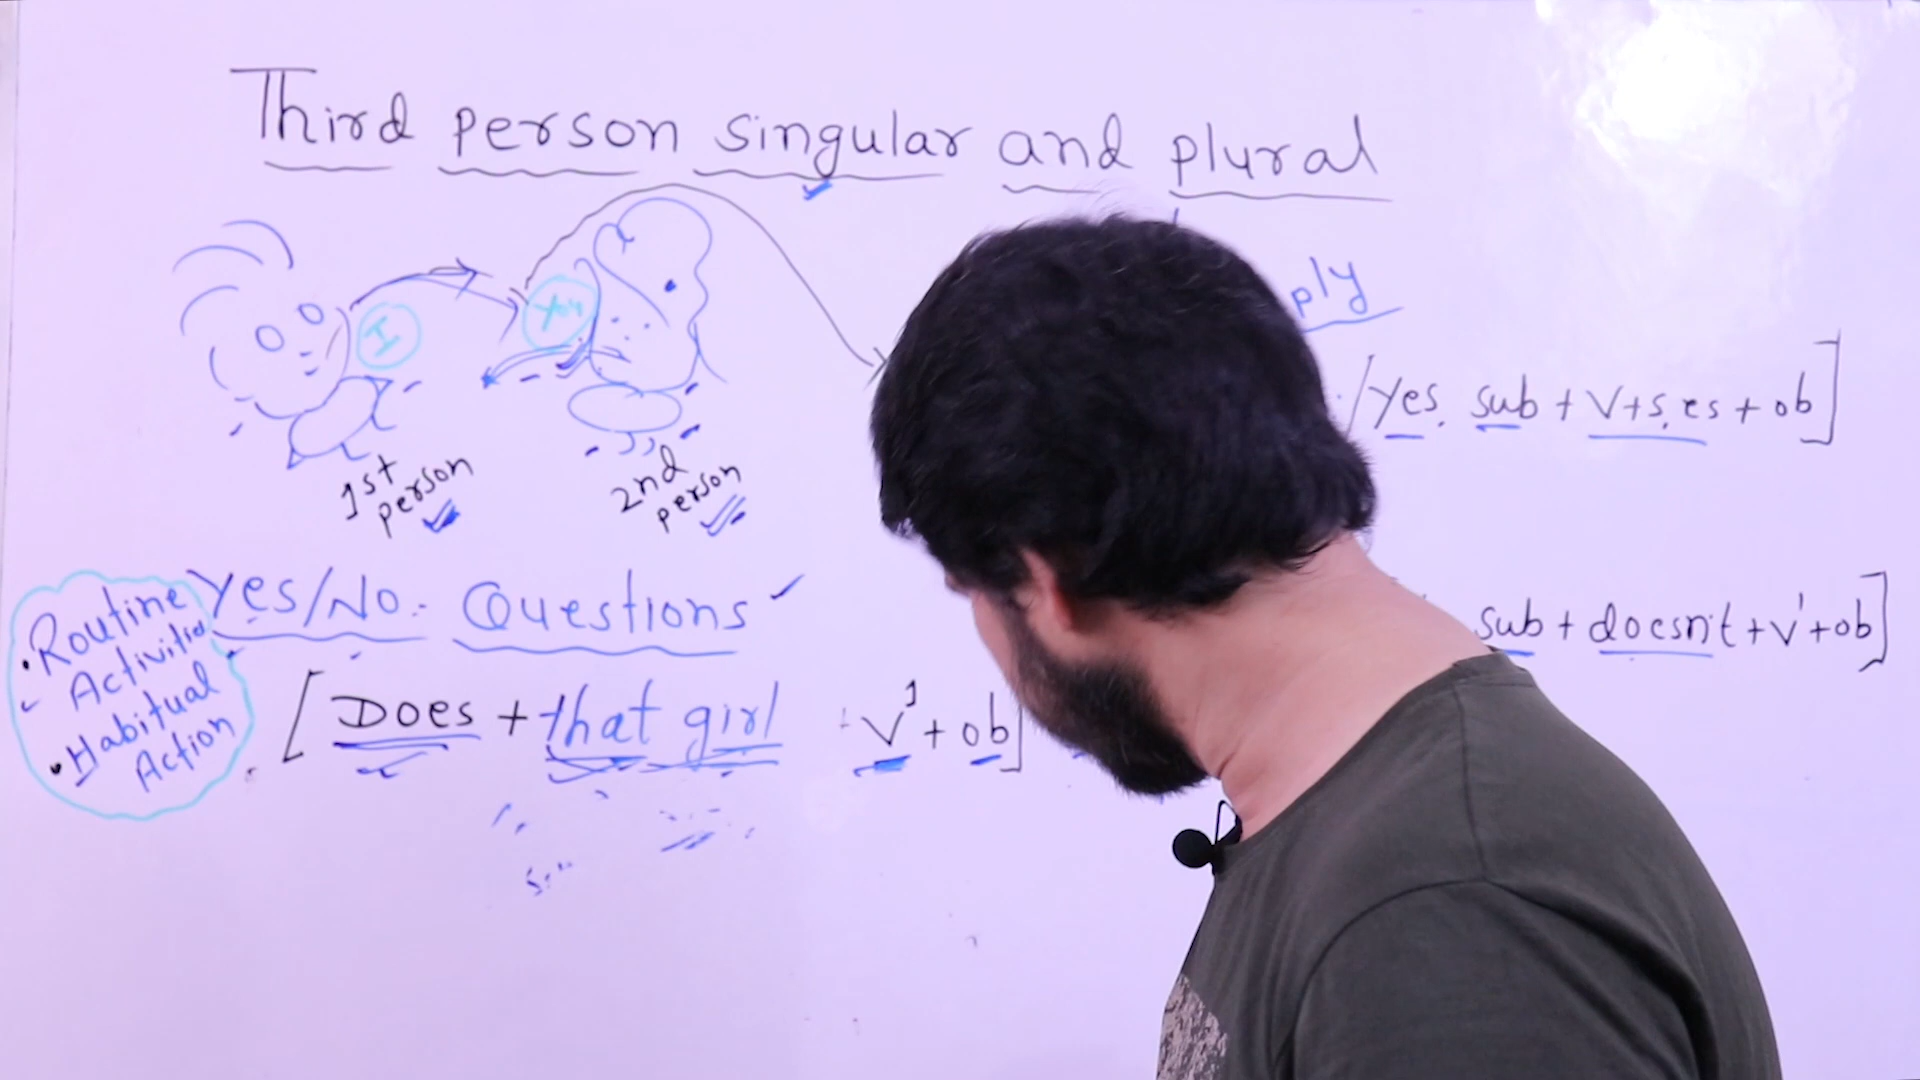 Third person singular and plural
I
You
1st person
2nd person
ply
/yes. sub + V+s, es + ob]
Yes/No. Questions
• Routine Activities
• Habitual Action
[Does + that girl + V¹ + ob]
sub + doesn't + V¹ + ob]